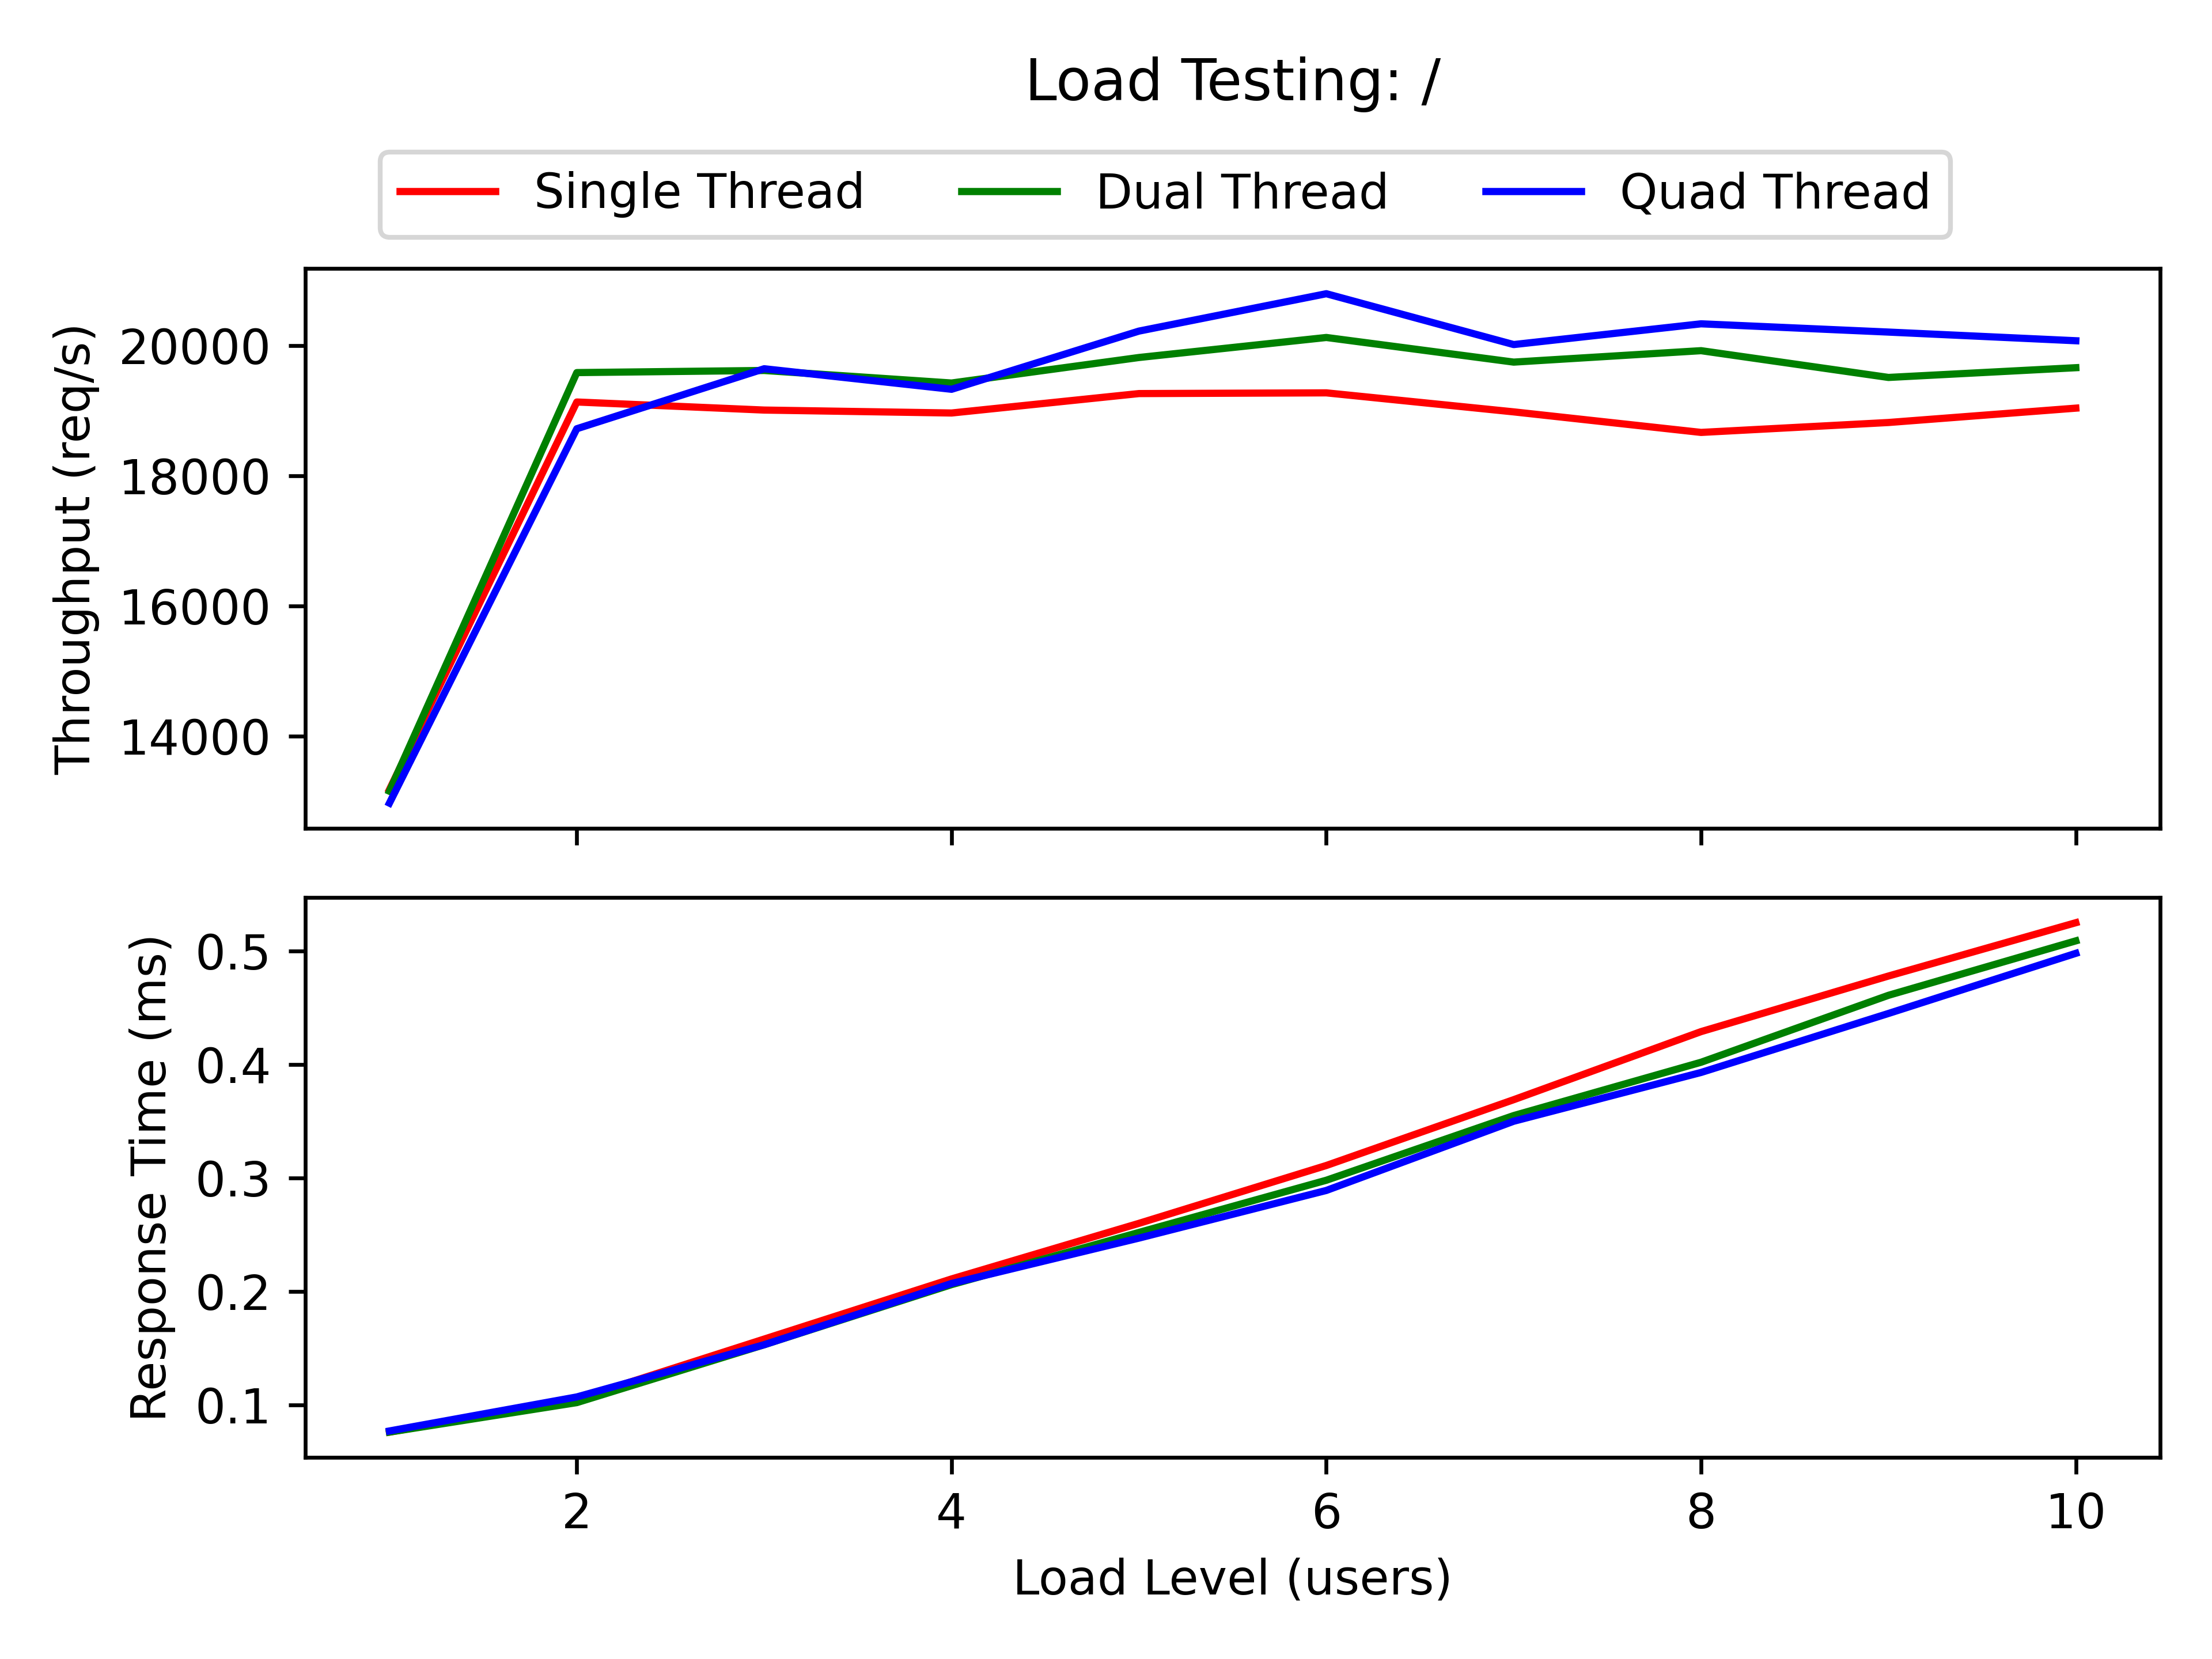 Load Testing: /
Single Thread Dual Thread Quad Thread
Throughput (req/s)
20000
18000
16000
14000
Response Time (ms)
0.5
0.4
0.3
0.2
0.1
2 4 6 8 10
Load Level (users)